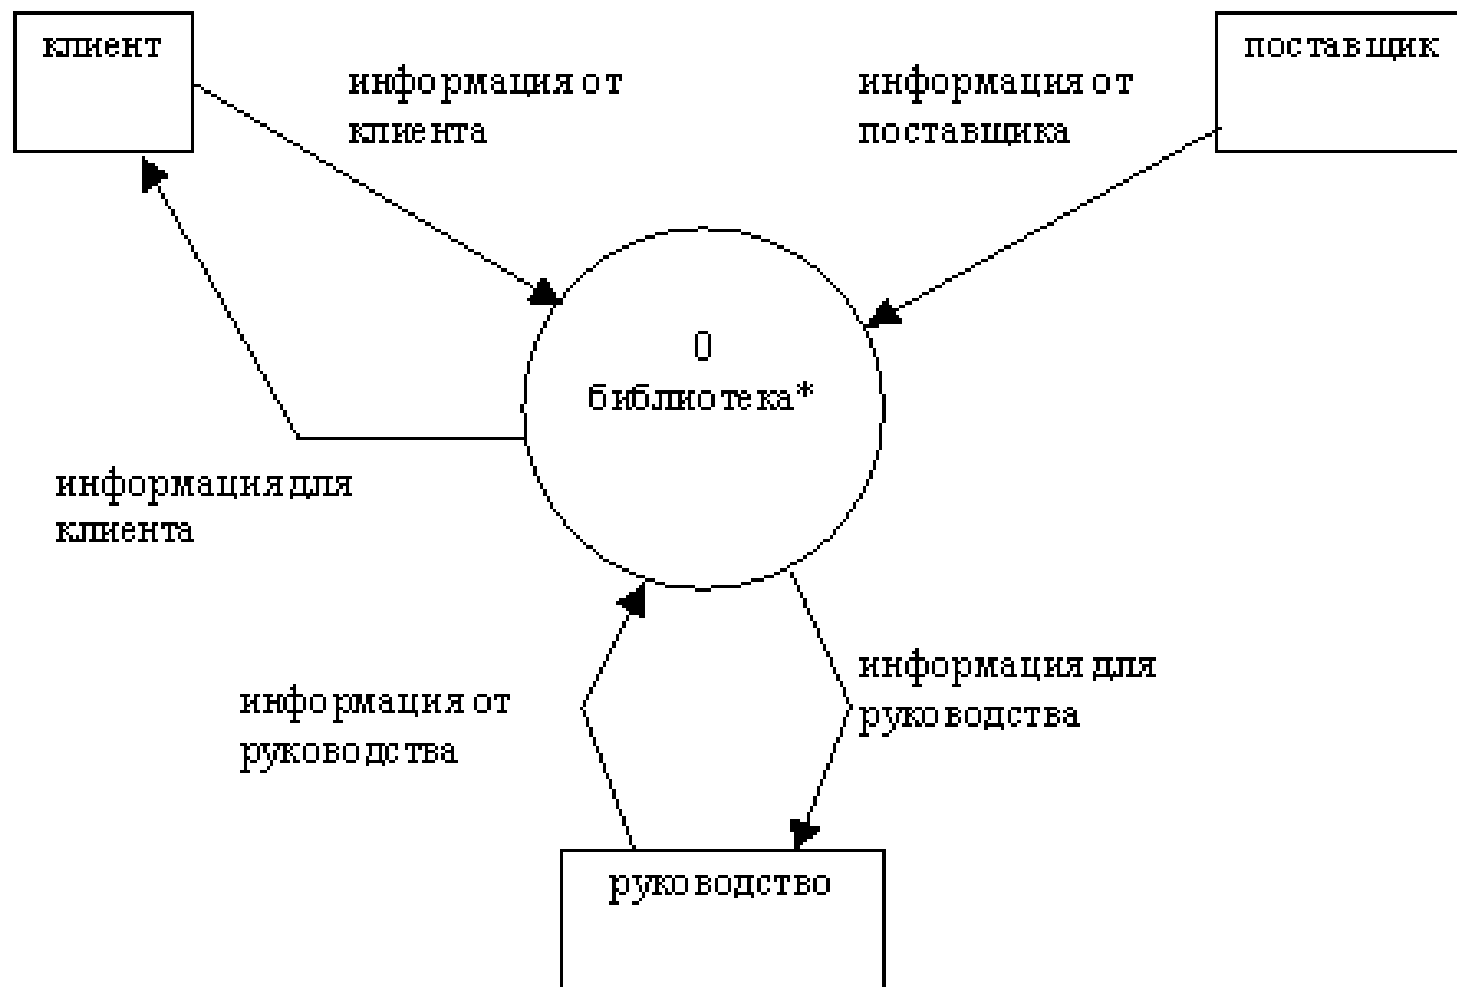 клиент
поставщик
информация от
клиента
информация от
поставщика
0
библиотека*
информация для
клиента
информация для
руководства
информация от
руководства
руководство